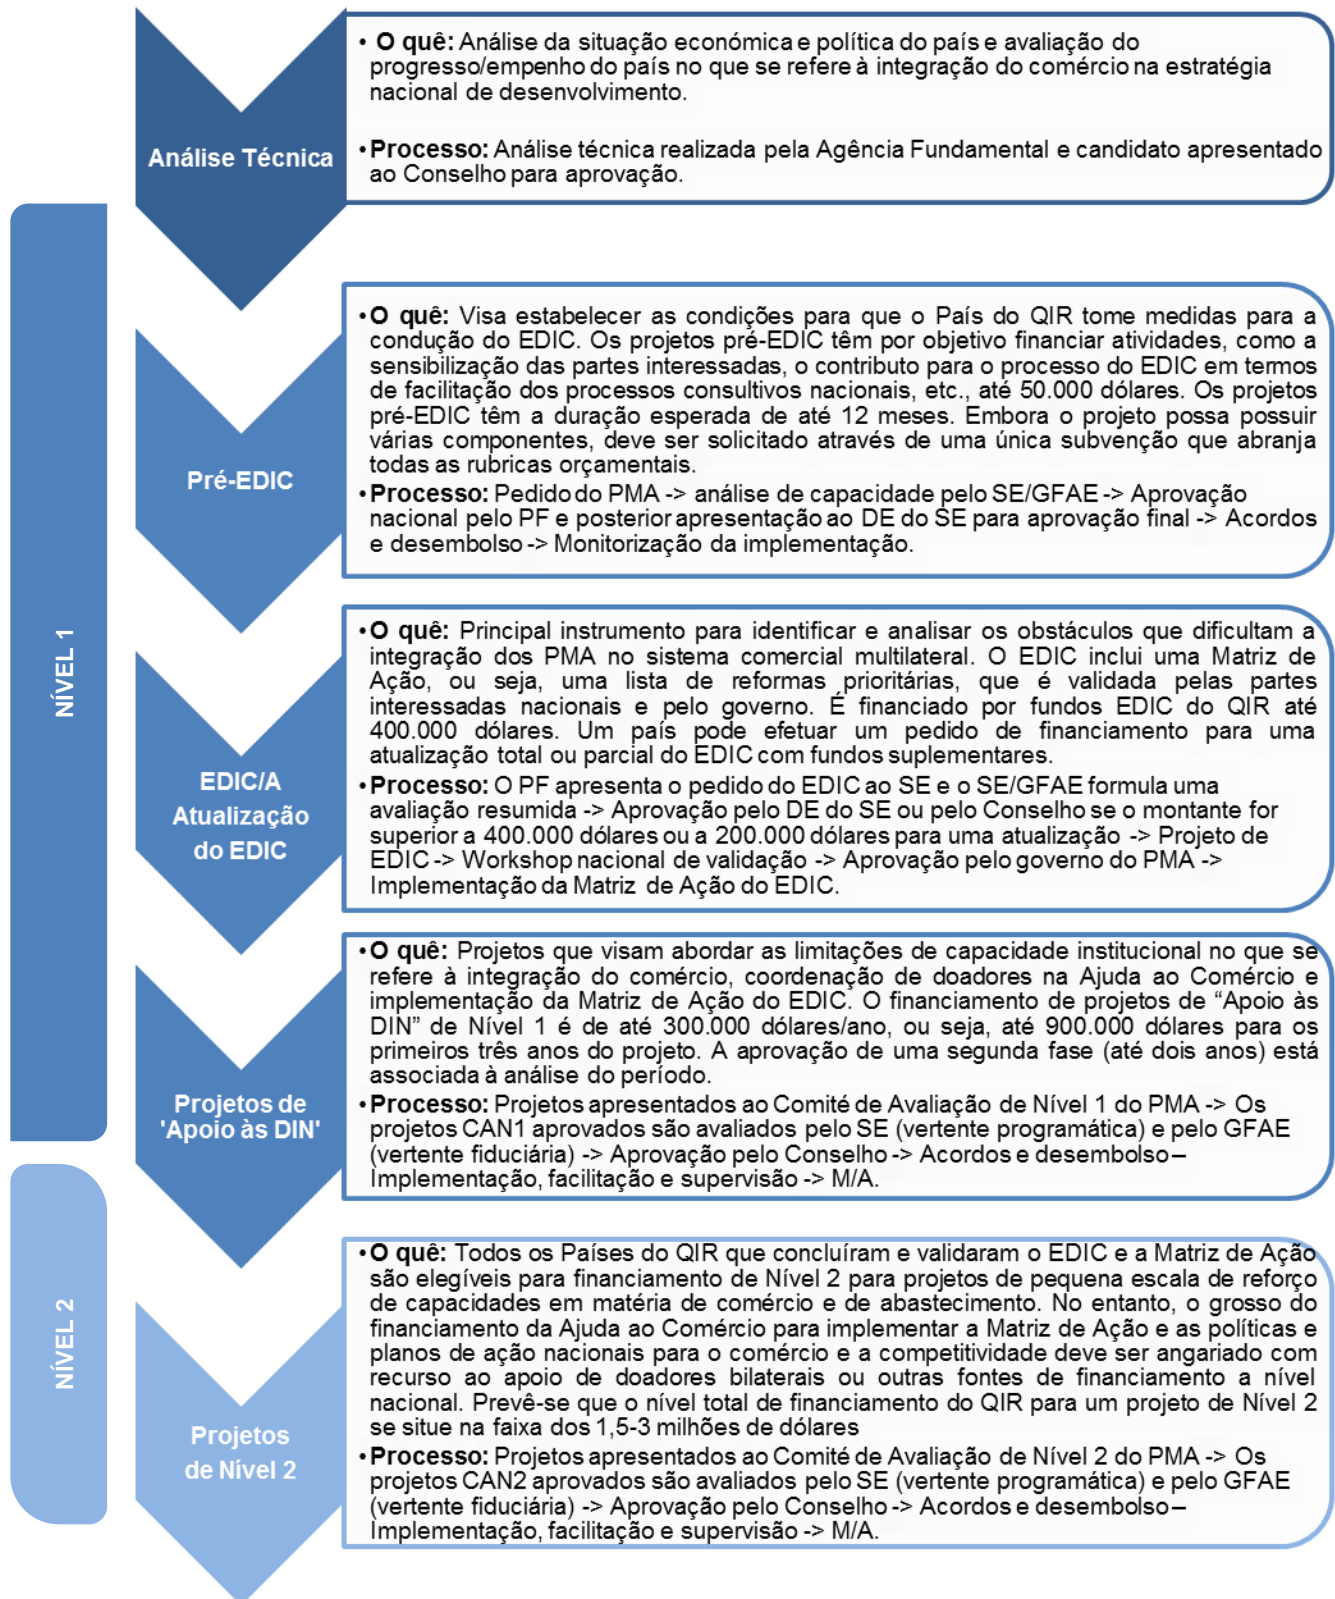 • O quê: Análise da situação económica e política do país e avaliação do
progresso/empenho do país no que se refere à integração do comércio na estratégia
nacional de desenvolvimento.
Análise Técnica
•Processo: Análise técnica realizada pela Agência Fundamental e candidato apresentado
ao Conselho para aprovação.
NÍVEL 1
•O quê: Visa estabelecer as condições para que o País do QIR tome medidas para a
condução do EDIC. Os projetos pré-EDIC têm por objetivo financiar atividades, como a
sensibilização das partes interessadas, o contributo para o processo do EDIC em termos
de facilitação dos processos consultivos nacionais, etc., até 50.000 dólares. Os projetos
pré-EDIC têm a duração esperada de até 12 meses. Embora o projeto possa possuir
várias componentes, deve ser solicitado através de uma única subvenção que abranja
todas as rubricas orçamentais.
Pré-EDIC
•Processo: Pedido do PMA -> análise de capacidade pelo SE/GFAE -> Aprovação
nacional pelo PF e posterior apresentação ao DE do SE para aprovação final -> Acordos
e desembolso -> Monitorização da implementação.
•O quê: Principal instrumento para identificar e analisar os obstáculos que dificultam a
integração dos PMA no sistema comercial multilateral. O EDIC inclui uma Matriz de
Ação, ou seja, uma lista de reformas prioritárias, que é validada pelas partes
interessadas nacionais e pelo governo. É financiado por fundos EDIC do QIR até
400.000 dólares. Um país pode efetuar um pedido de financiamento para uma
atualização total ou parcial do EDIC com fundos suplementares.
EDIC/A
Atualização
do EDIC
•Processo: O PF apresenta o pedido do EDIC ao SE e o SE/GFAE formula uma
avaliação resumida -> Aprovação pelo DE do SE ou pelo Conselho se o montante for
superior a 400.000 dólares ou a 200.000 dólares para uma atualização -> Projeto de
EDIC -> Workshop nacional de validação -> Aprovação pelo governo do PMA ->
Implementação da Matriz de Ação do EDIC.
•O quê: Projetos que visam abordar as limitações de capacidade institucional no que se
refere à integração do comércio, coordenação de doadores na Ajuda ao Comércio e
implementação da Matriz de Ação do EDIC. O financiamento de projetos de “Apoio às
DIN” de Nível 1 é de até 300.000 dólares/ano, ou seja, até 900.000 dólares para os
primeiros três anos do projeto. A aprovação de uma segunda fase (até dois anos) está
associada à análise do período.
Projetos de
'Apoio às DIN'
•Processo: Projetos apresentados ao Comité de Avaliação de Nível 1 do PMA -> Os
projetos CAN1 aprovados são avaliados pelo SE (vertente programática) e pelo GFAE
(vertente fiduciária) -> Aprovação pelo Conselho -> Acordos e desembolso –
Implementação, facilitação e supervisão -> M/A.
NÍVEL 2
•O quê: Todos os Países do QIR que concluíram e validaram o EDIC e a Matriz de Ação
são elegíveis para financiamento de Nível 2 para projetos de pequena escala de reforço
de capacidades em matéria de comércio e de abastecimento. No entanto, o grosso do
financiamento da Ajuda ao Comércio para implementar a Matriz de Ação e as políticas e
planos de ação nacionais para o comércio e a competitividade deve ser angariado com
recurso ao apoio de doadores bilaterais ou outras fontes de financiamento a nível
nacional. Prevê-se que o nível total de financiamento do QIR para um projeto de Nível 2
se situe na faixa dos 1,5-3 milhões de dólares
Projetos
de Nível 2
•Processo: Projetos apresentados ao Comité de Avaliação de Nível 2 do PMA -> Os
projetos CAN2 aprovados são avaliados pelo SE (vertente programática) e pelo GFAE
(vertente fiduciária) -> Aprovação pelo Conselho -> Acordos e desembolso –
Implementação, facilitação e supervisão -> M/A.